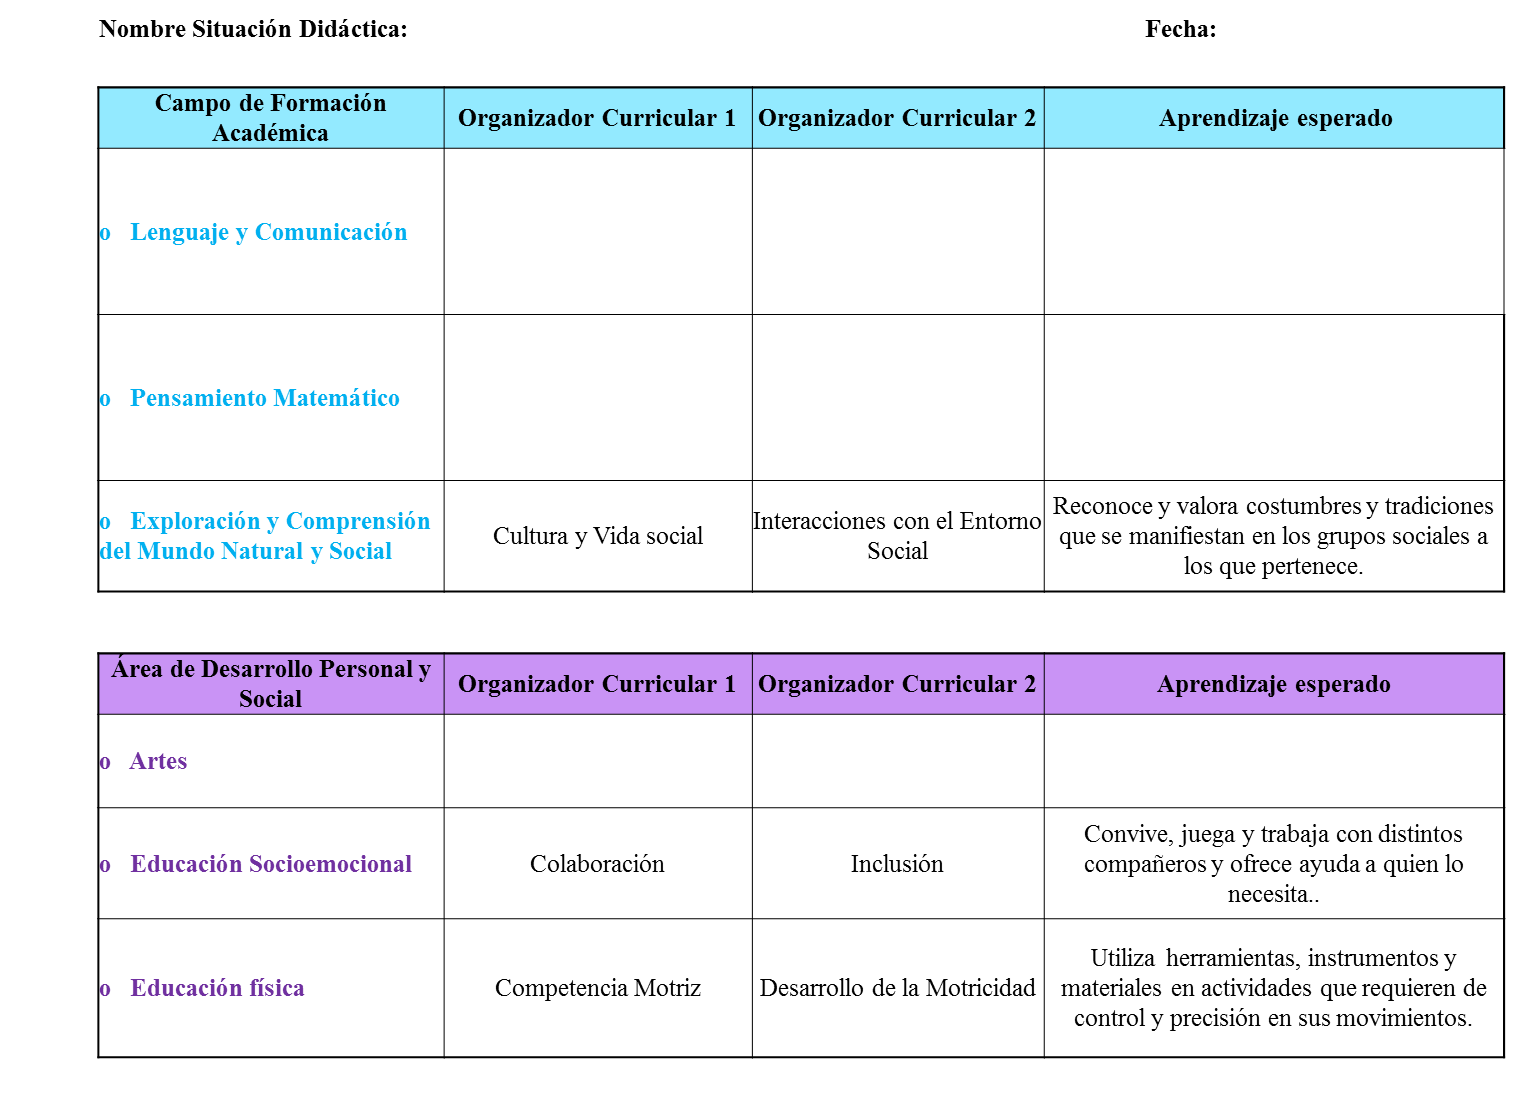 Nombre Situación Didáctica: Fecha:
Campo de Formación
Académica
Organizador Curricular 1
Organizador Curricular 2
Aprendizaje esperado
o Lenguaje y Comunicación
o Pensamiento Matemático
o Exploración y Comprensión
del Mundo Natural y Social
Cultura y Vida social
Interacciones con el Entorno
Social
Reconoce y valora costumbres y tradiciones
que se manifiestan en los grupos sociales a
los que pertenece.
Área de Desarrollo Personal y
Social
Organizador Curricular 1
Organizador Curricular 2
Aprendizaje esperado
o Artes
o Educación Socioemocional
Colaboración
Inclusión
Convive, juega y trabaja con distintos
compañeros y ofrece ayuda a quien lo
necesita..
o Educación física
Competencia Motriz
Desarrollo de la Motricidad
Utiliza herramientas, instrumentos y
materiales en actividades que requieren de
control y precisión en sus movimientos.